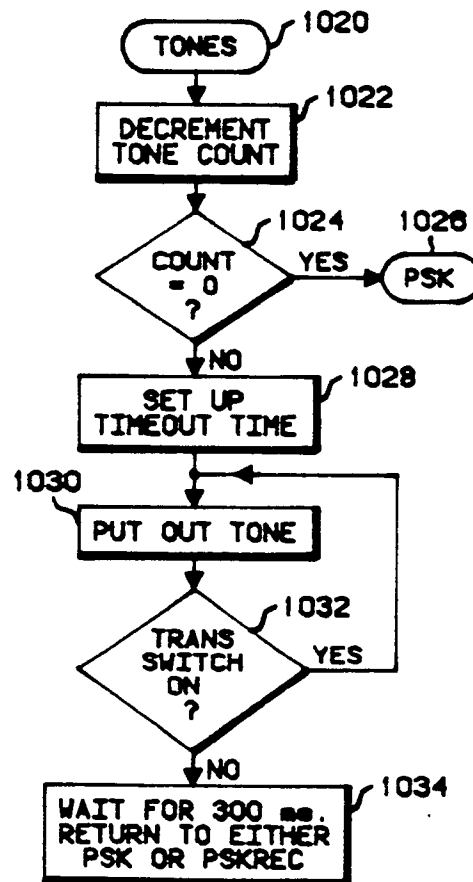 TONES
1020
DECREMENT
TONE COUNT
1022
COUNT
= 0
?
1024
YES
PSK
1026
NO
SET UP
TIMEOUT TIME
1028
1030
PUT OUT TONE
TRANS
SWITCH
ON
?
1032
YES
NO
WAIT FOR 300 ms.
RETURN TO EITHER
PSK OR PSKREC
1034